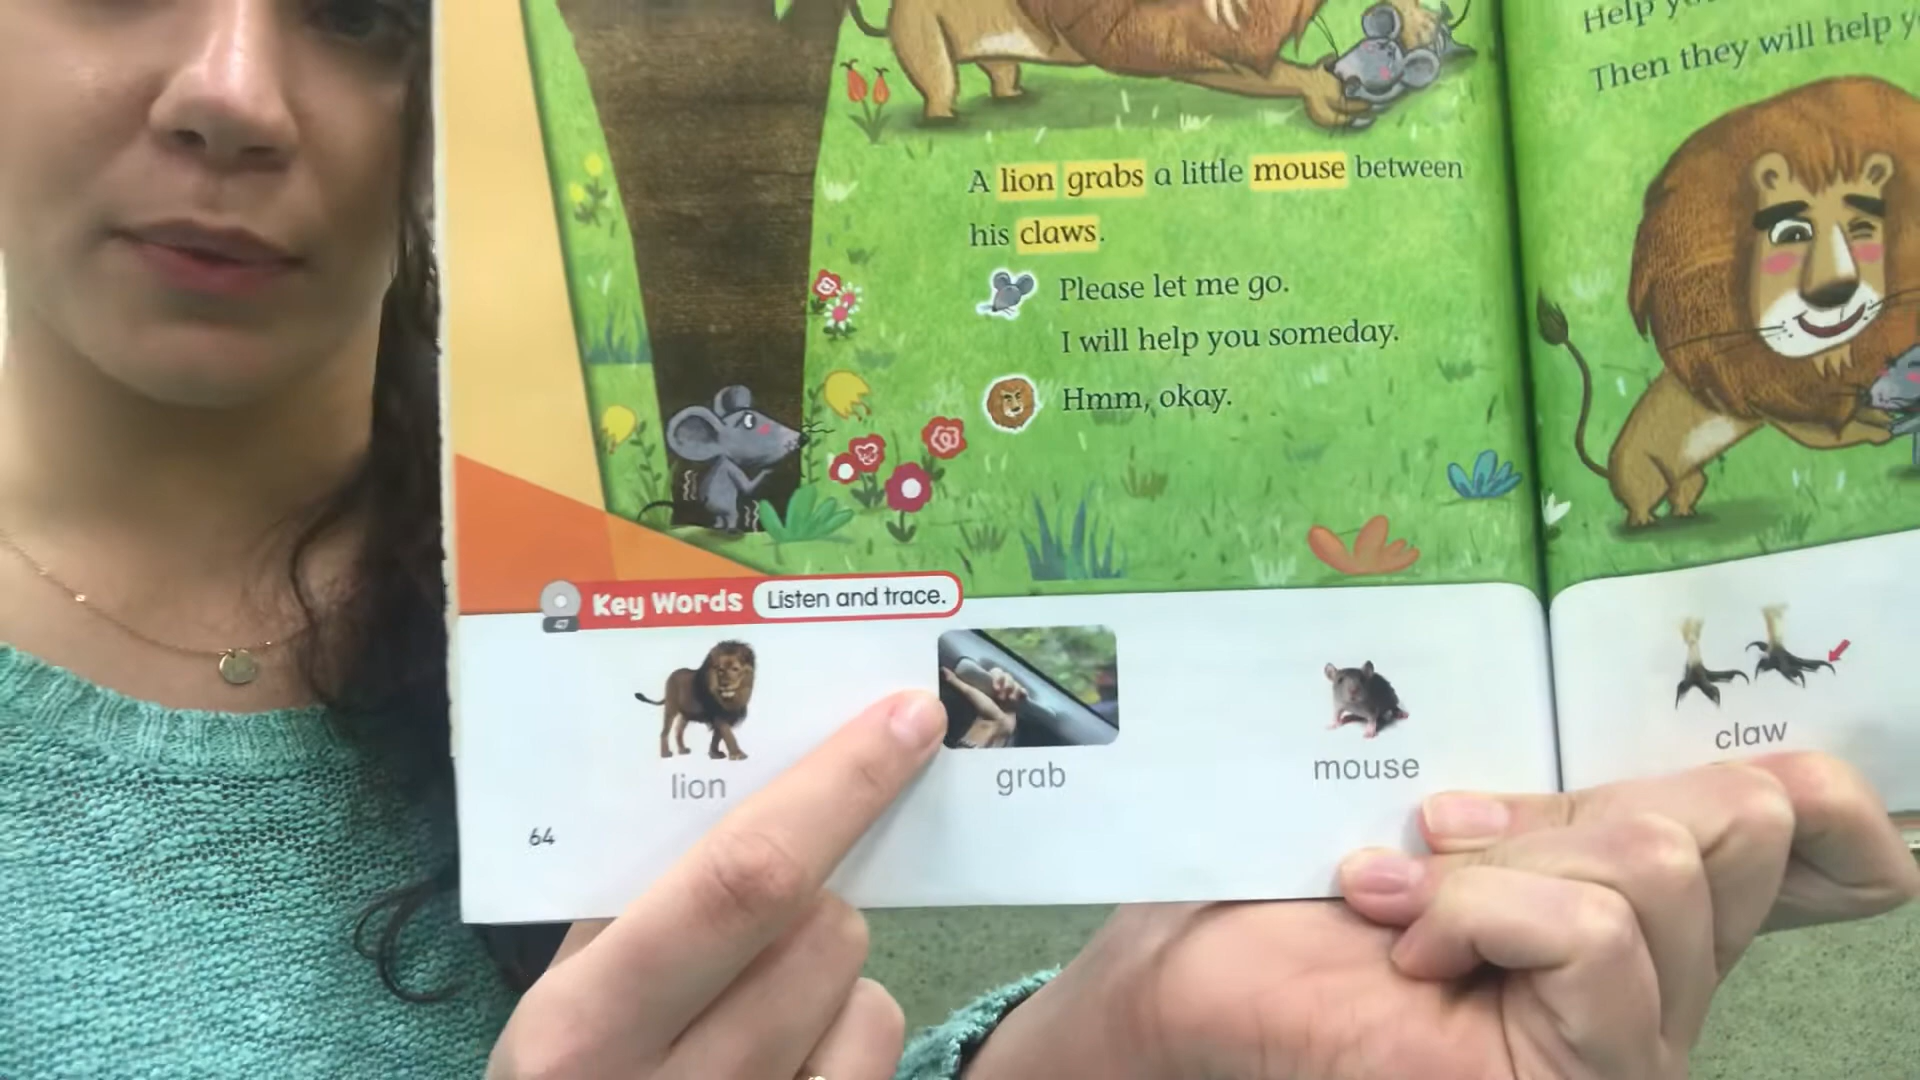 A lion grabs a little mouse between
his claws.
Please let me go.
I will help you someday.
Hmm, okay.
Help
Then they will help
Key Words Listen and trace.
lion
grab
mouse
claw
64